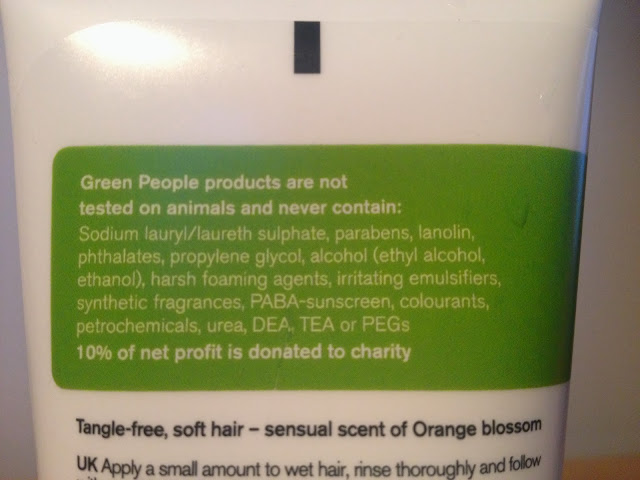 Green People products are not
tested on animals and never contain:
Sodium lauryl/laureth sulphate, parabens, lanolin,
phthalates, propylene glycol, alcohol (ethyl alcohol,
ethanol), harsh foaming agents, irritating emulsifiers,
synthetic fragrances, PABA-sunscreen, colourants,
petrochemicals, urea, DEA, TEA or PEGs
10% of net profit is donated to charity
Tangle-free, soft hair – sensual scent of Orange blossom
UK Apply a small amount to wet hair, rinse thoroughly and follow